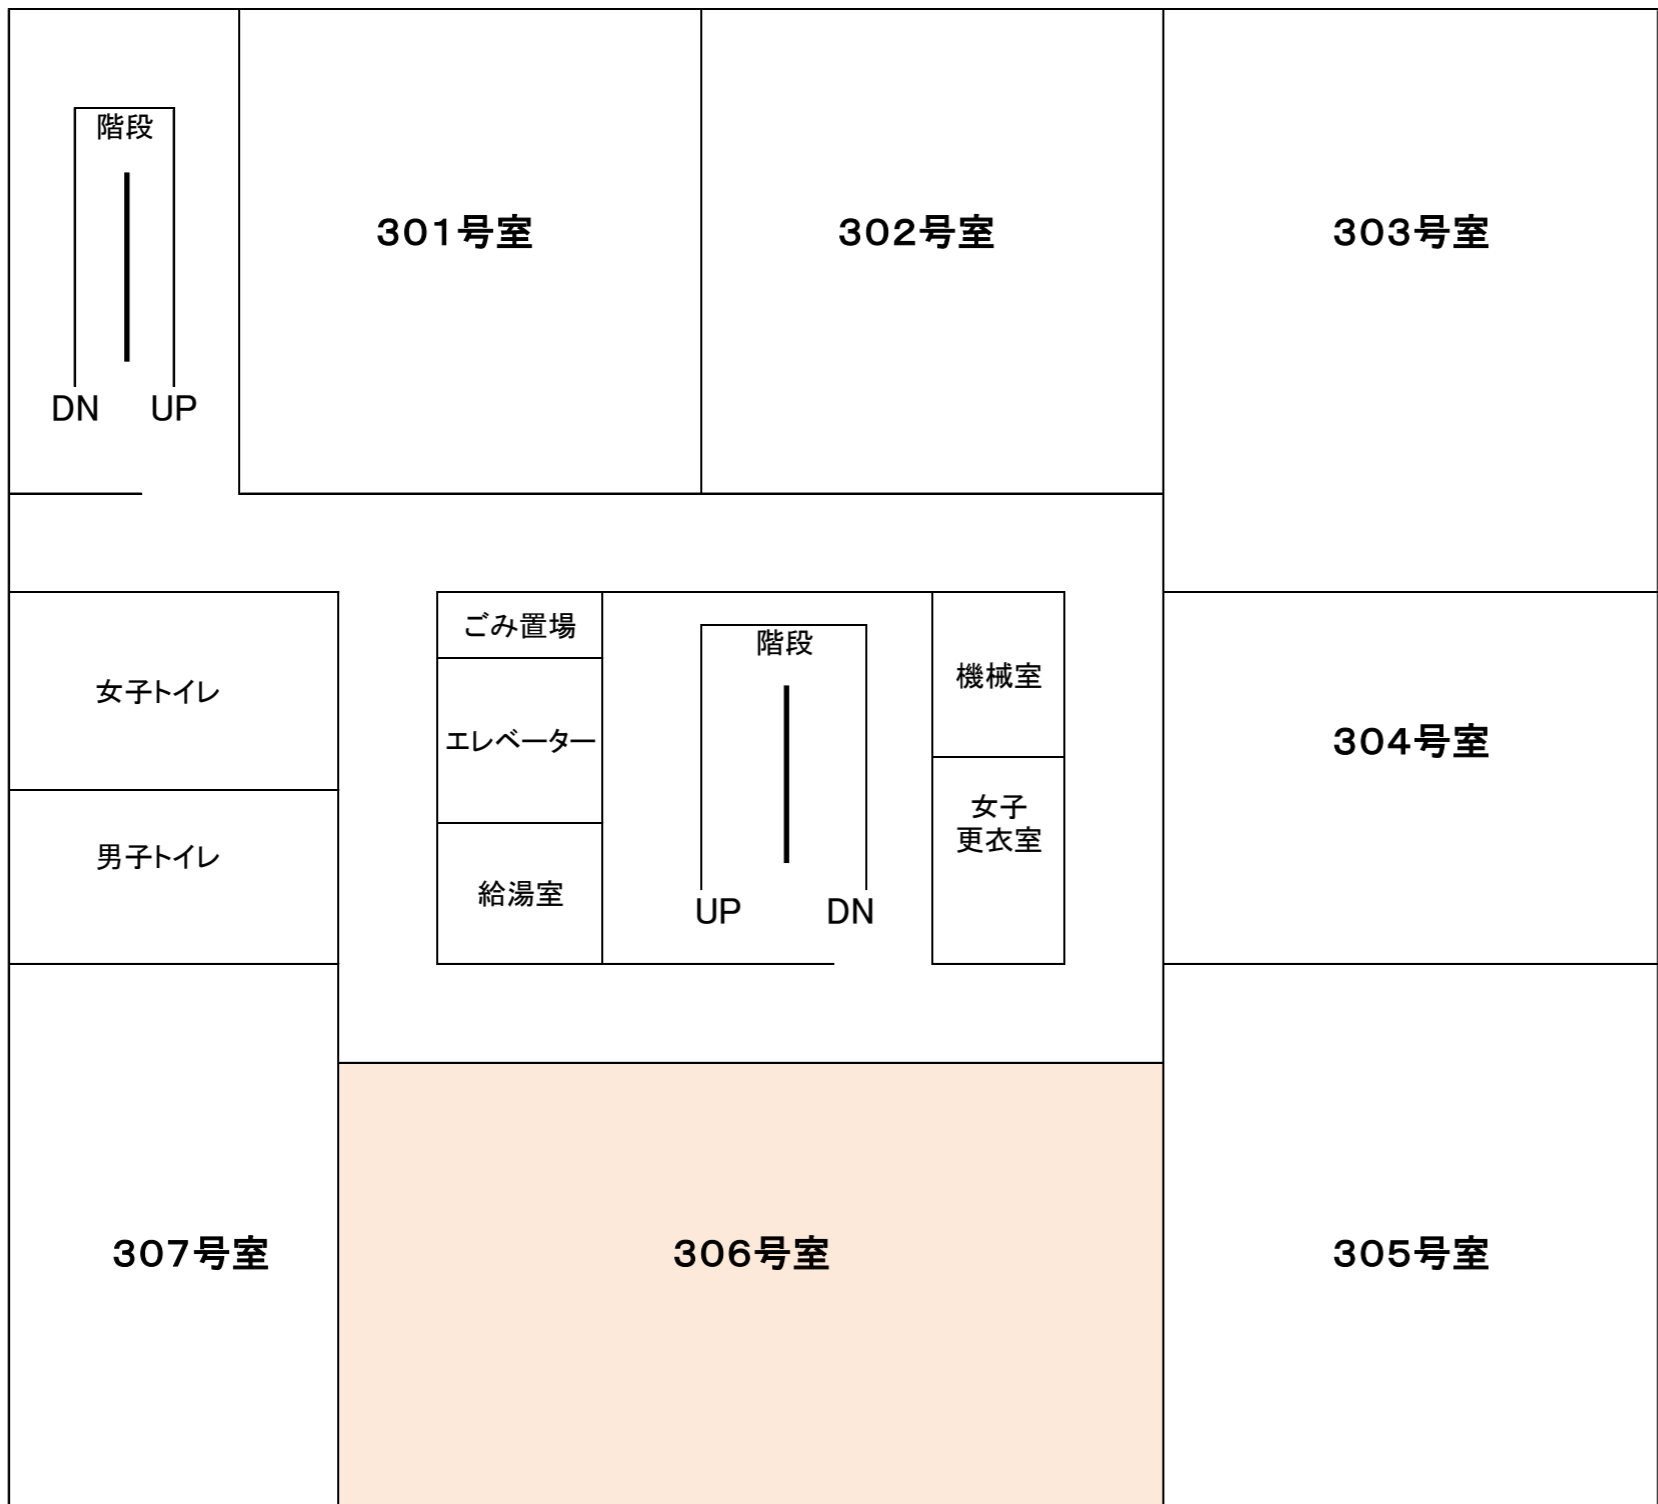 階段
DN UP
301号室
302号室
303号室
女子トイレ
男子トイレ
ごみ置場
エレベーター
給湯室
階段
UP DN
機械室
女子
更衣室
304号室
307号室
306号室
305号室